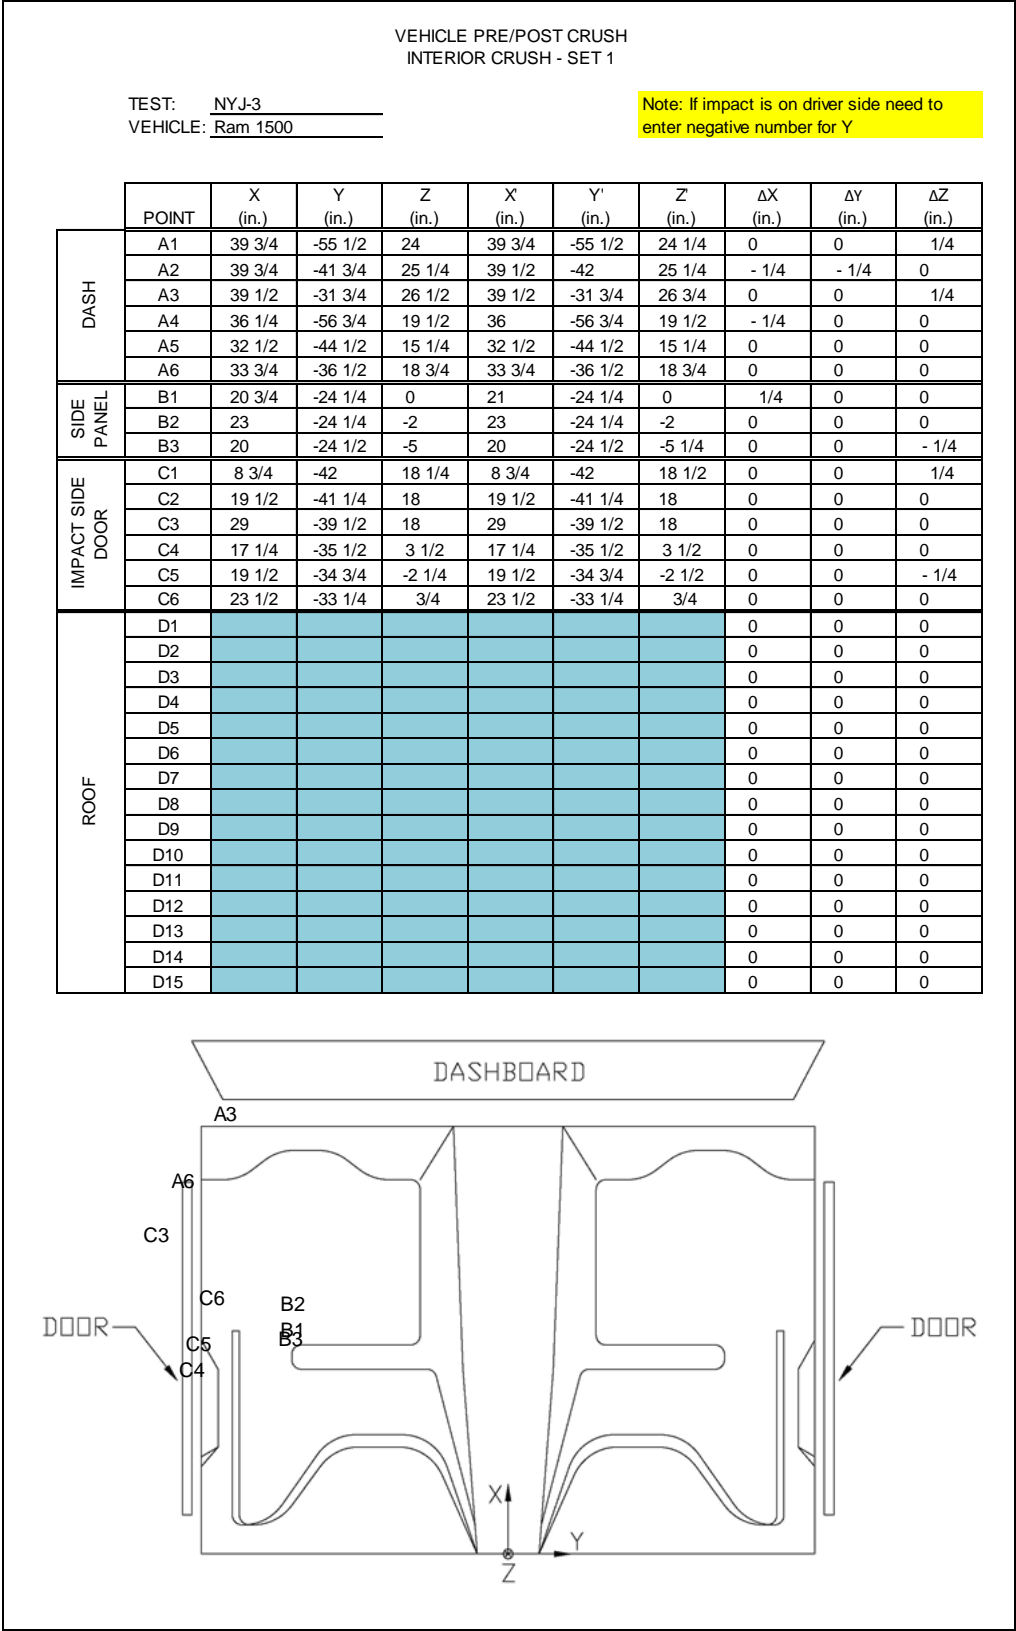 VEHICLE PRE/POST CRUSH
INTERIOR CRUSH - SET 1
TEST: NYJ-3
VEHICLE: Ram 1500
Note: If impact is on driver side need to
enter negative number for Y
X Y Z X' Y' Z' ΔX ΔY ΔZ
POINT (in.) (in.) (in.) (in.) (in.) (in.) (in.) (in.) (in.)
DASH
A1 39 3/4 -55 1/2 24 39 3/4 -55 1/2 24 1/4 0 0 1/4
A2 39 3/4 -41 3/4 25 1/4 39 1/2 -42 25 1/4 - 1/4 - 1/4 0
A3 39 1/2 -31 3/4 26 1/2 39 1/2 -31 3/4 26 3/4 0 0 1/4
A4 36 1/4 -56 3/4 19 1/2 36 -56 3/4 19 1/2 - 1/4 0 0
A5 32 1/2 -44 1/2 15 1/4 32 1/2 -44 1/2 15 1/4 0 0 0
A6 33 3/4 -36 1/2 18 3/4 33 3/4 -36 1/2 18 3/4 0 0 0
SIDE
PANEL
B1 20 3/4 -24 1/4 0 21 -24 1/4 0 1/4 0 0
B2 23 -24 1/4 -2 23 -24 1/4 -2 0 0 0
B3 20 -24 1/2 -5 20 -24 1/2 -5 1/4 0 0 - 1/4
IMPACT SIDE
DOOR
C1 8 3/4 -42 18 1/4 8 3/4 -42 18 1/2 0 0 1/4
C2 19 1/2 -41 1/4 18 19 1/2 -41 1/4 18 0 0 0
C3 29 -39 1/2 18 29 -39 1/2 18 0 0 0
C4 17 1/4 -35 1/2 3 1/2 17 1/4 -35 1/2 3 1/2 0 0 0
C5 19 1/2 -34 3/4 -2 1/4 19 1/2 -34 3/4 -2 1/2 0 0 - 1/4
C6 23 1/2 -33 1/4 3/4 23 1/2 -33 1/4 3/4 0 0 0
ROOF
D1 0 0 0
D2 0 0 0
D3 0 0 0
D4 0 0 0
D5 0 0 0
D6 0 0 0
D7 0 0 0
D8 0 0 0
D9 0 0 0
D10 0 0 0
D11 0 0 0
D12 0 0 0
D13 0 0 0
D14 0 0 0
D15 0 0 0
DASHBOARD
A3
A6
C3
C6 B2
DOOR B1 DOOR
C5 B3
C4
X
Y
Z